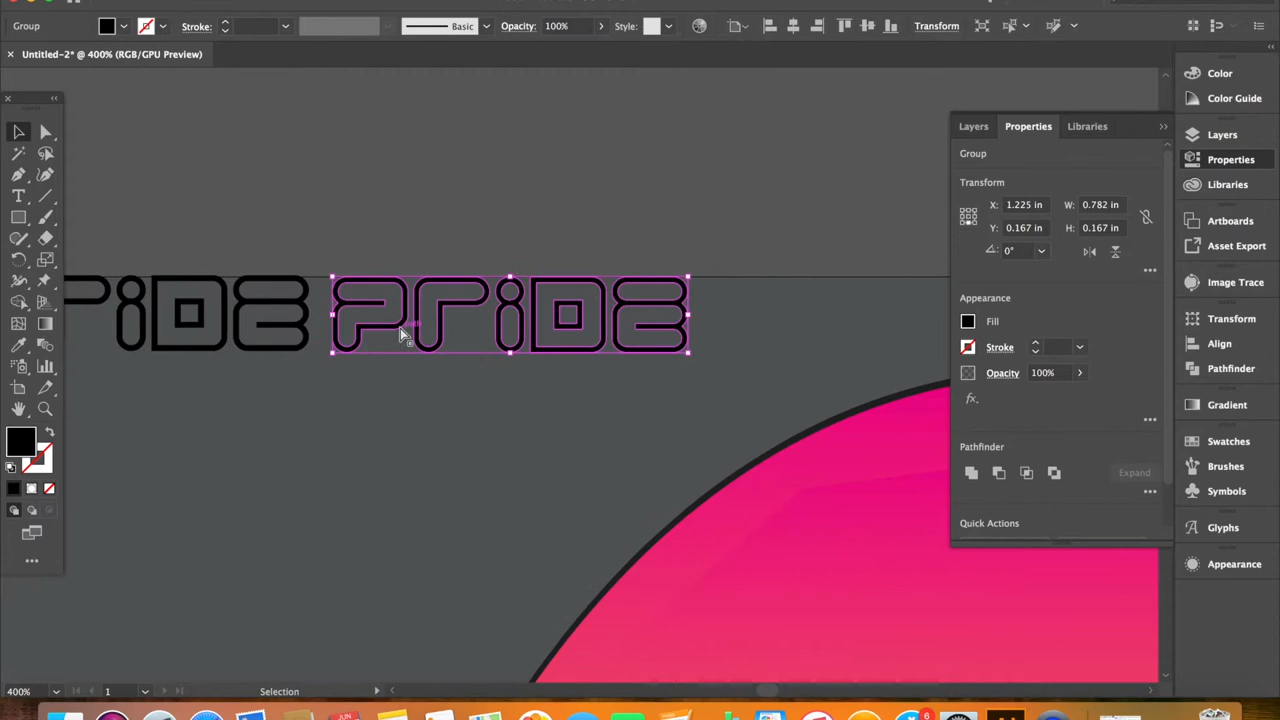 Group
Stroke:
Basic
Opacity:
100%
Style:
Transform
Untitled-2* @ 400% (RGB/GPU Preview)
riDE
PriDE
Layers
Properties
Libraries
Group
Transform
X:
1.225 in
W:
0.782 in
Y:
0.167 in
H:
0.167 in
0°
Appearance
Fill
Stroke
Opacity
100%
Pathfinder
Expand
Quick Actions
Color
Color Guide
Layers
Properties
Libraries
Artboards
Asset Export
Image Trace
Transform
Align
Pathfinder
Gradient
Swatches
Brushes
Symbols
Glyphs
Appearance
400%
1
Selection
JUN
6